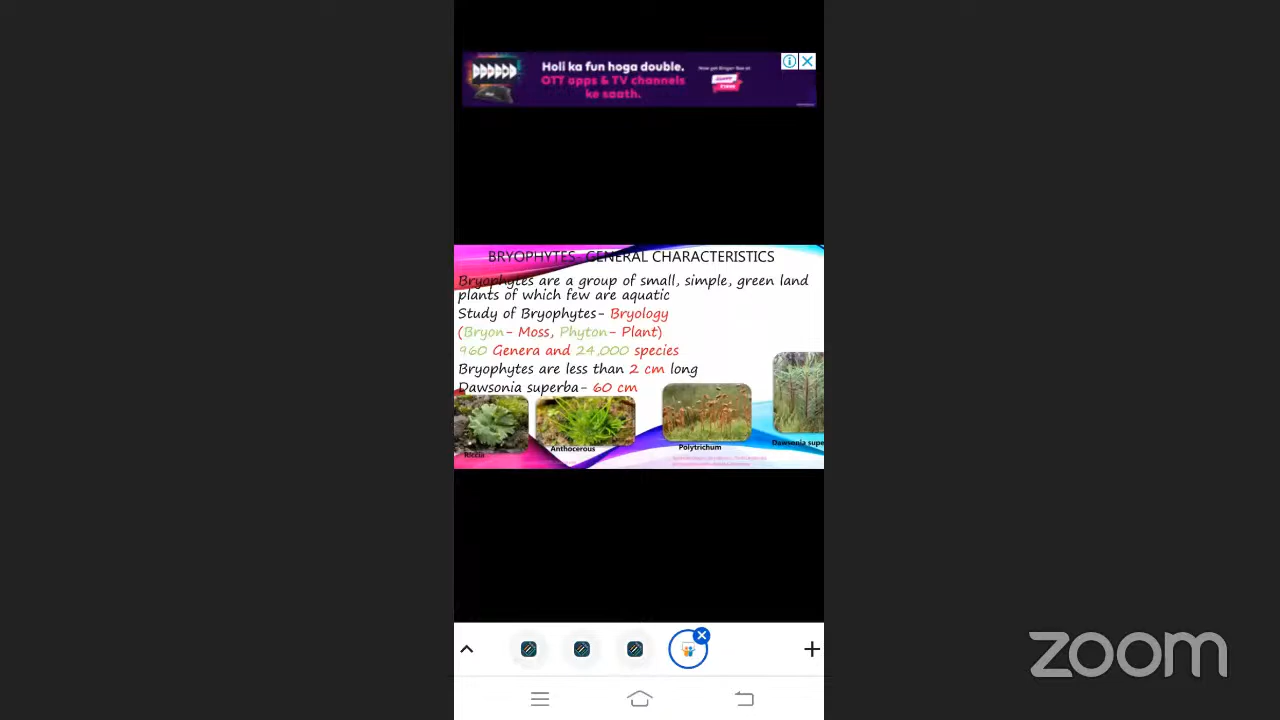 Holi ka fun hoga double.
OTT apps & TV channels
ke saath.
BRYOPHYTES- GENERAL CHARACTERISTICS
Bryophytes are a group of small, simple, green land
plants of which few are aquatic
Study of Bryophytes- Bryology
(Bryon- Moss, Phyton- Plant)
960 Genera and 24,000 species
Bryophytes are less than 2 cm long
Dawsonia superba- 60 cm
Riccia
Anthocerous
Polytrichum
Dawsonia supe
zoom